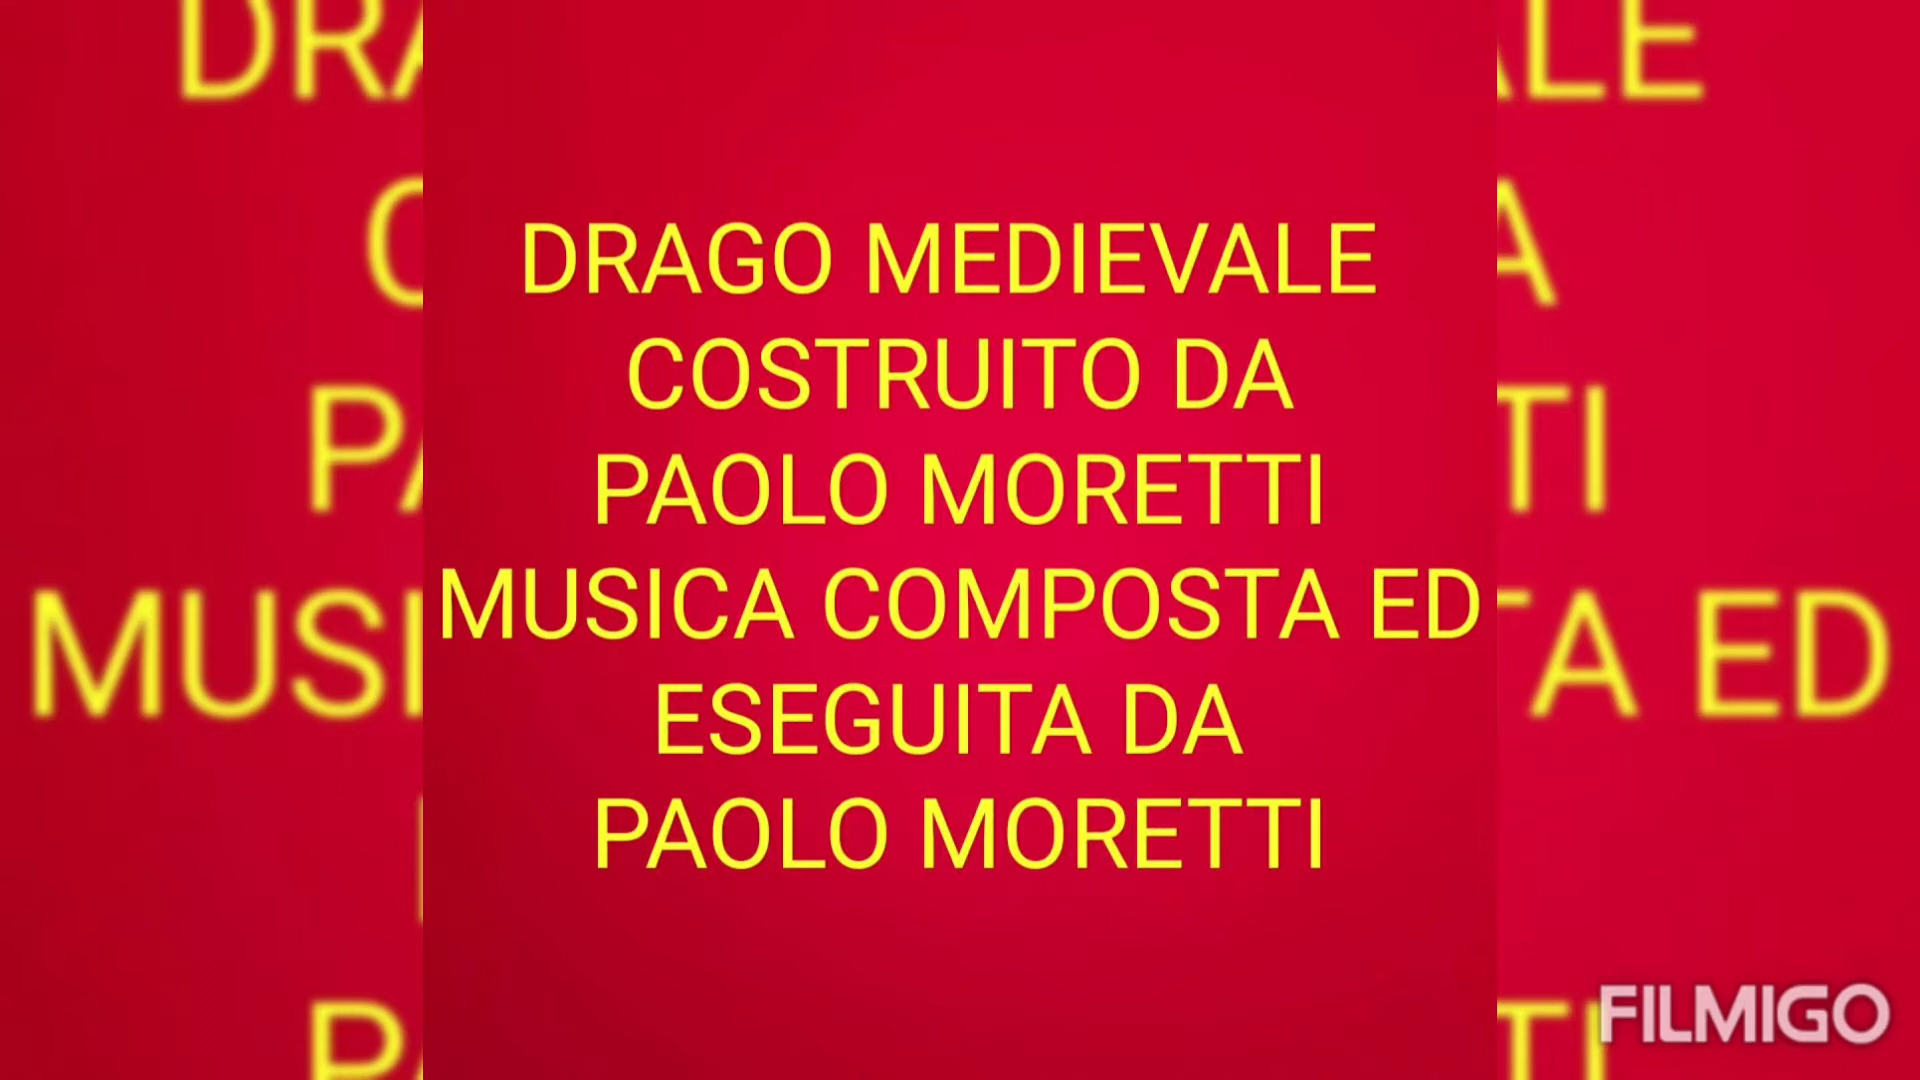 DRAGO MEDIEVALE
COSTRUITO DA
PAOLO MORETTI
MUSICA COMPOSTA ED
ESEGUITA DA
PAOLO MORETTI
FILMIGO